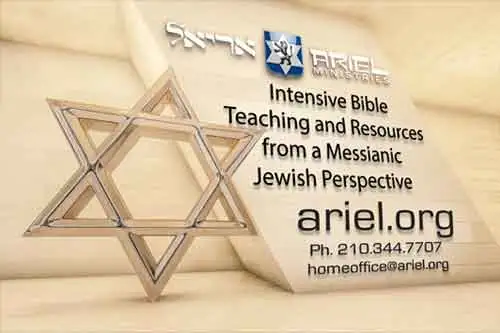 אריאל ARIEL
MINISTRIES
Intensive Bible
Teaching and Resources
from a Messianic
Jewish Perspective
ariel.org
Ph. 210.344.7707
homeoffice@ariel.org